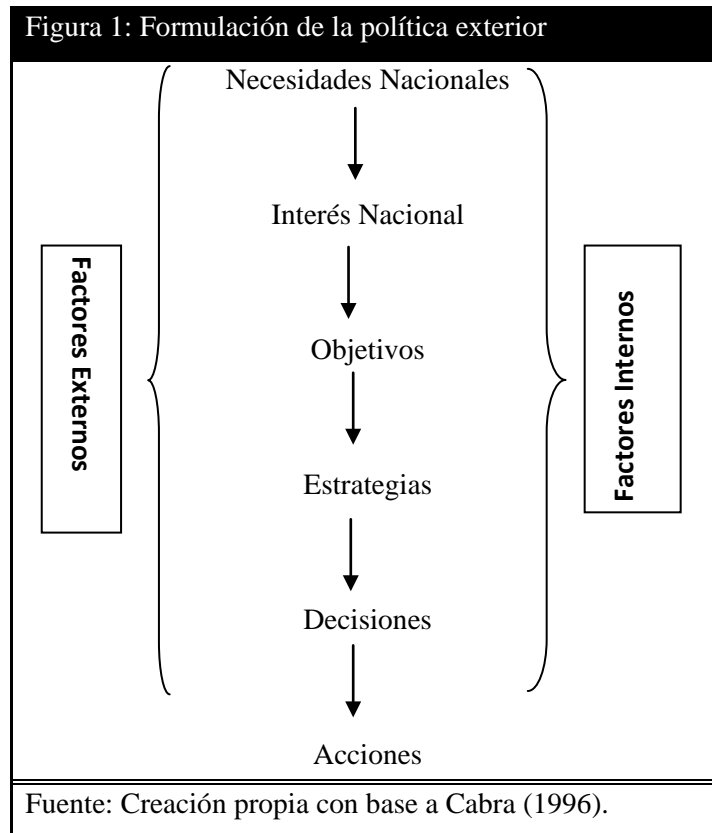 Figura 1: Formulación de la política exterior
Necesidades Nacionales
Interés Nacional
Factores Externos
Factores Internos
Objetivos
Estrategias
Decisiones
Acciones
Fuente: Creación propia con base a Cabra (1996).